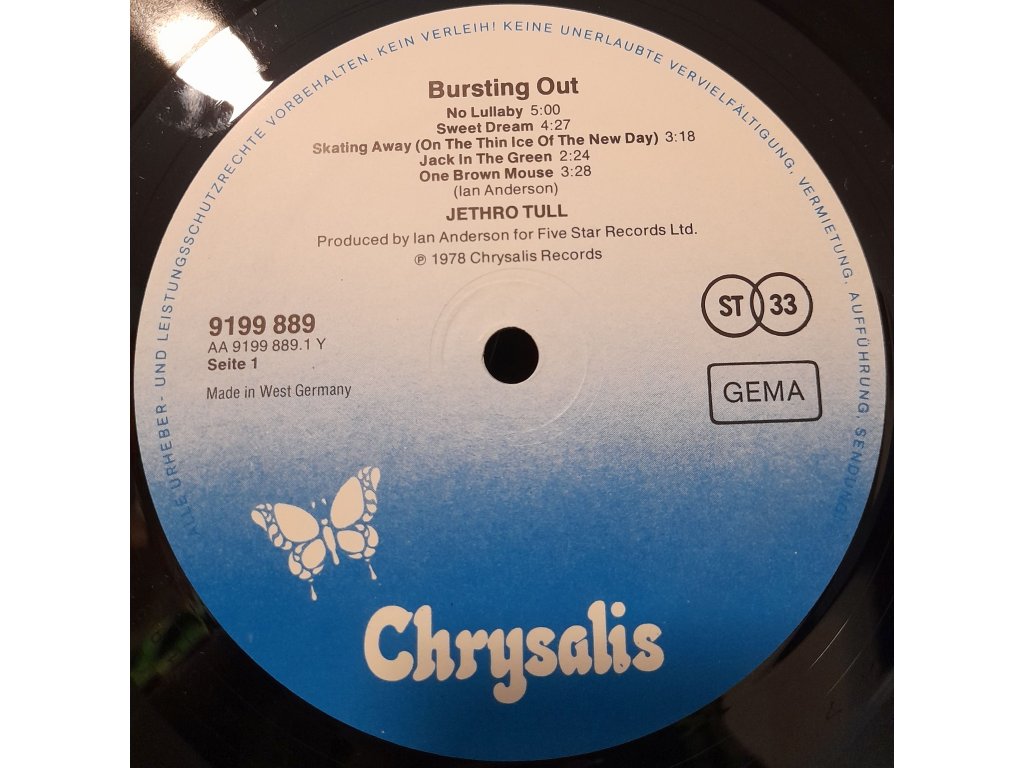 ALLE URHEBER- UND LEISTUNGSSCHUTZRECHTE VORBEHALTEN. KEIN VERLEIH! KEINE UNERLAUBTE VERVIELFÄLTIGUNG, VERMIETUNG, AUFFÜHRUNG, SENDUNG!
Bursting Out
No Lullaby 5:00
Sweet Dream 4:27
Skating Away (On The Thin Ice Of The New Day) 3:18
Jack In The Green 2:24
One Brown Mouse 3:28
(Ian Anderson)
JETHRO TULL
Produced by Ian Anderson for Five Star Records Ltd.
℗ 1978 Chrysalis Records
9199 889
AA 9199 889.1 Y
Seite 1
Made in West Germany
ST 33
GEMA
Chrysalis